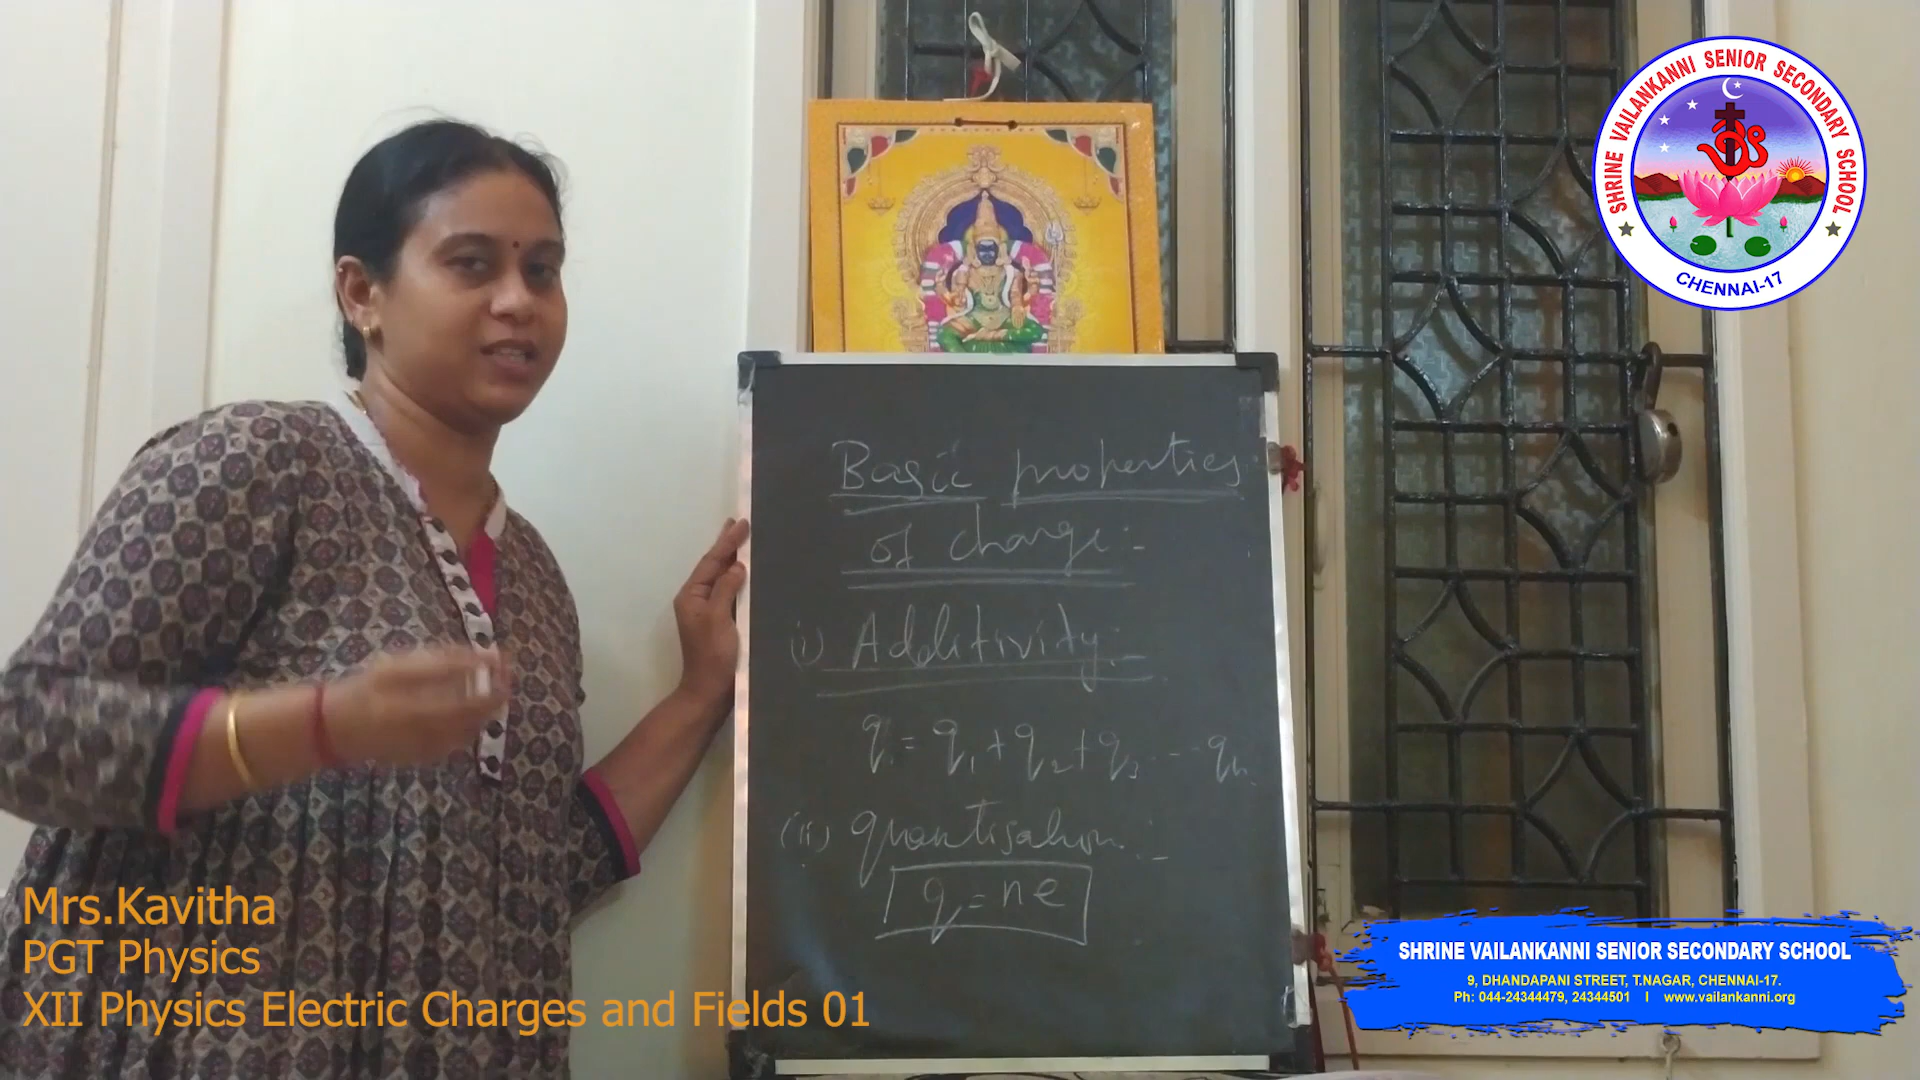 SHRINE VAILANKANNI SENIOR SECONDARY SCHOOL
CHENNAI-17
Basic properties
of charge:-
(i) Additivity:-
q = q1 + q2 + q3 --- qn
(ii) quantisation:-
q = ne
Mrs.Kavitha
PGT Physics
XII Physics Electric Charges and Fields 01
SHRINE VAILANKANNI SENIOR SECONDARY SCHOOL
9, DHANDAPANI STREET, T.NAGAR, CHENNAI-17.
Ph: 044-24344479, 24344501 I www.vailankanni.org